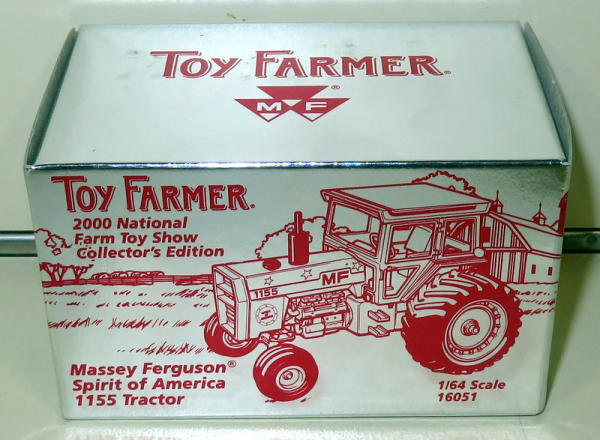 TOY FARMER®
MF®
TOY FARMER®
2000 National
Farm Toy Show
Collector's Edition
1155
MF
Massey Ferguson®
Spirit of America
1155 Tractor
1/64 Scale
16051